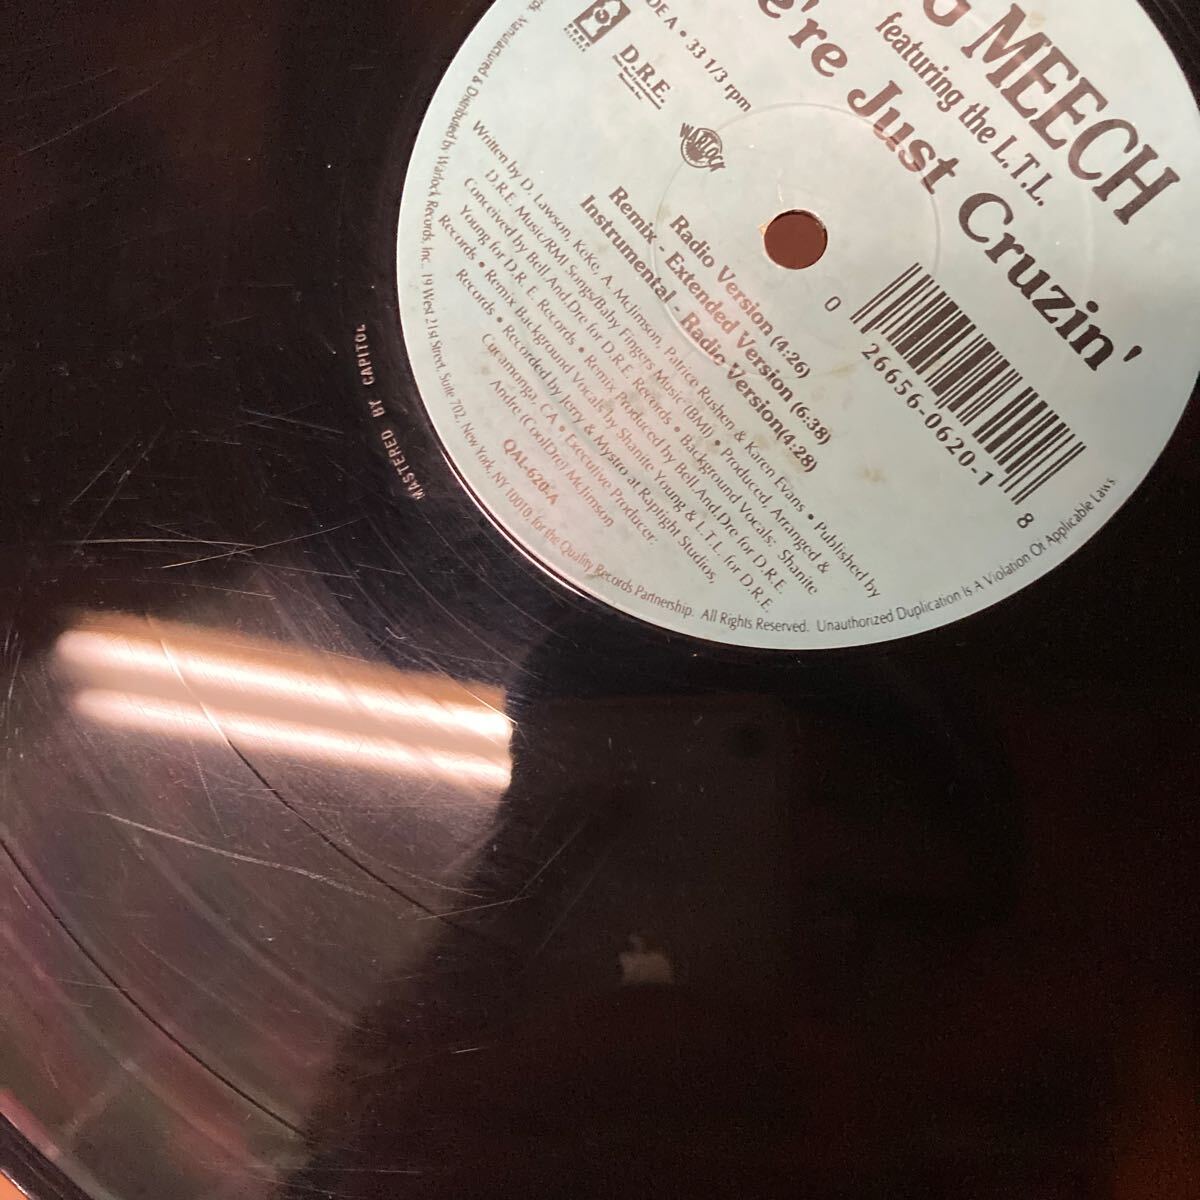 MEECH
featuring the L.T.L.
e're Just Cruzin'
DE A • 33 1/3 rpm
D.R.E.
WARLOCK
Radio Version (4:26)
Remix - Extended Version (6:38)
Instrumental - Radio Version(4:28)
0 26656-0620-1 8
Written by D. Lawson, KeKe, A. McJimson, Patrice Rushen & Karen Evans • Published by
D.R.E. Music/RMI Songs/Baby Fingers Music (BMI) • Produced, Arranged &
Conceived by Bell.And.Dre for D.R.E. Records • Background Vocals: Shanite
Young for D.R. E. Records • Remix Produced by Bell.And.Dre for D.R.E.
Records • Remix Background Vocals by Shanite Young & L.T.L. for D.R.E.
Records • Recorded by Jerry & Mystro at Raptight Studios,
Cucamonga, CA • Executive Producer:
Andre (CoolDre) McJimson
QAL-620-A
rds. Manufactured & Distributed by Warlock Records, Inc. 19 West 21st Street, Suite 702, New York, NY 10010, for the Quality Records Partnership. All Rights Reserved. Unauthorized Duplication Is A Violation Of Applicable Laws
MASTERED BY CAPITOL